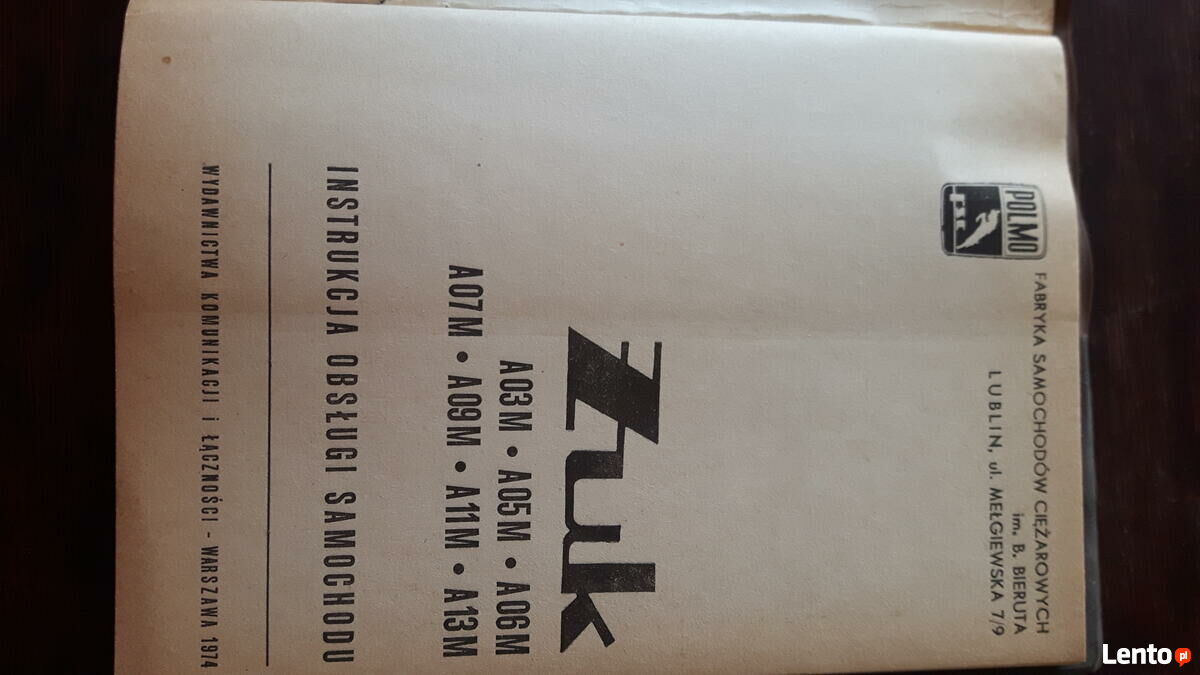 POLMO
FSC
FABRYKA SAMOCHODÓW CIĘŻAROWYCH
im. B. BIERUTA
LUBLIN, ul. MEŁGIEWSKA 7/9
Żuk
A03M • A05M • A06M
A07M • A09M • A11M • A13M
INSTRUKCJA OBSŁUGI SAMOCHODU
WYDAWNICTWA KOMUNIKACJI i ŁĄCZNOŚCI - WARSZAWA 1974
Lento.pl